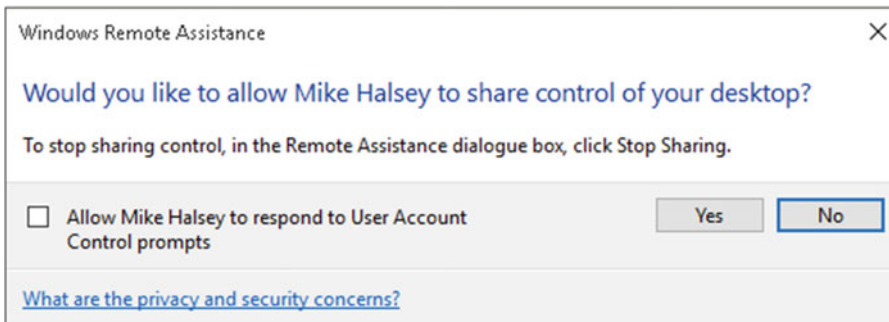 Windows Remote Assistance
Would you like to allow Mike Halsey to share control of your desktop?
To stop sharing control, in the Remote Assistance dialogue box, click Stop Sharing.
Allow Mike Halsey to respond to User Account
Control prompts
Yes
No
What are the privacy and security concerns?